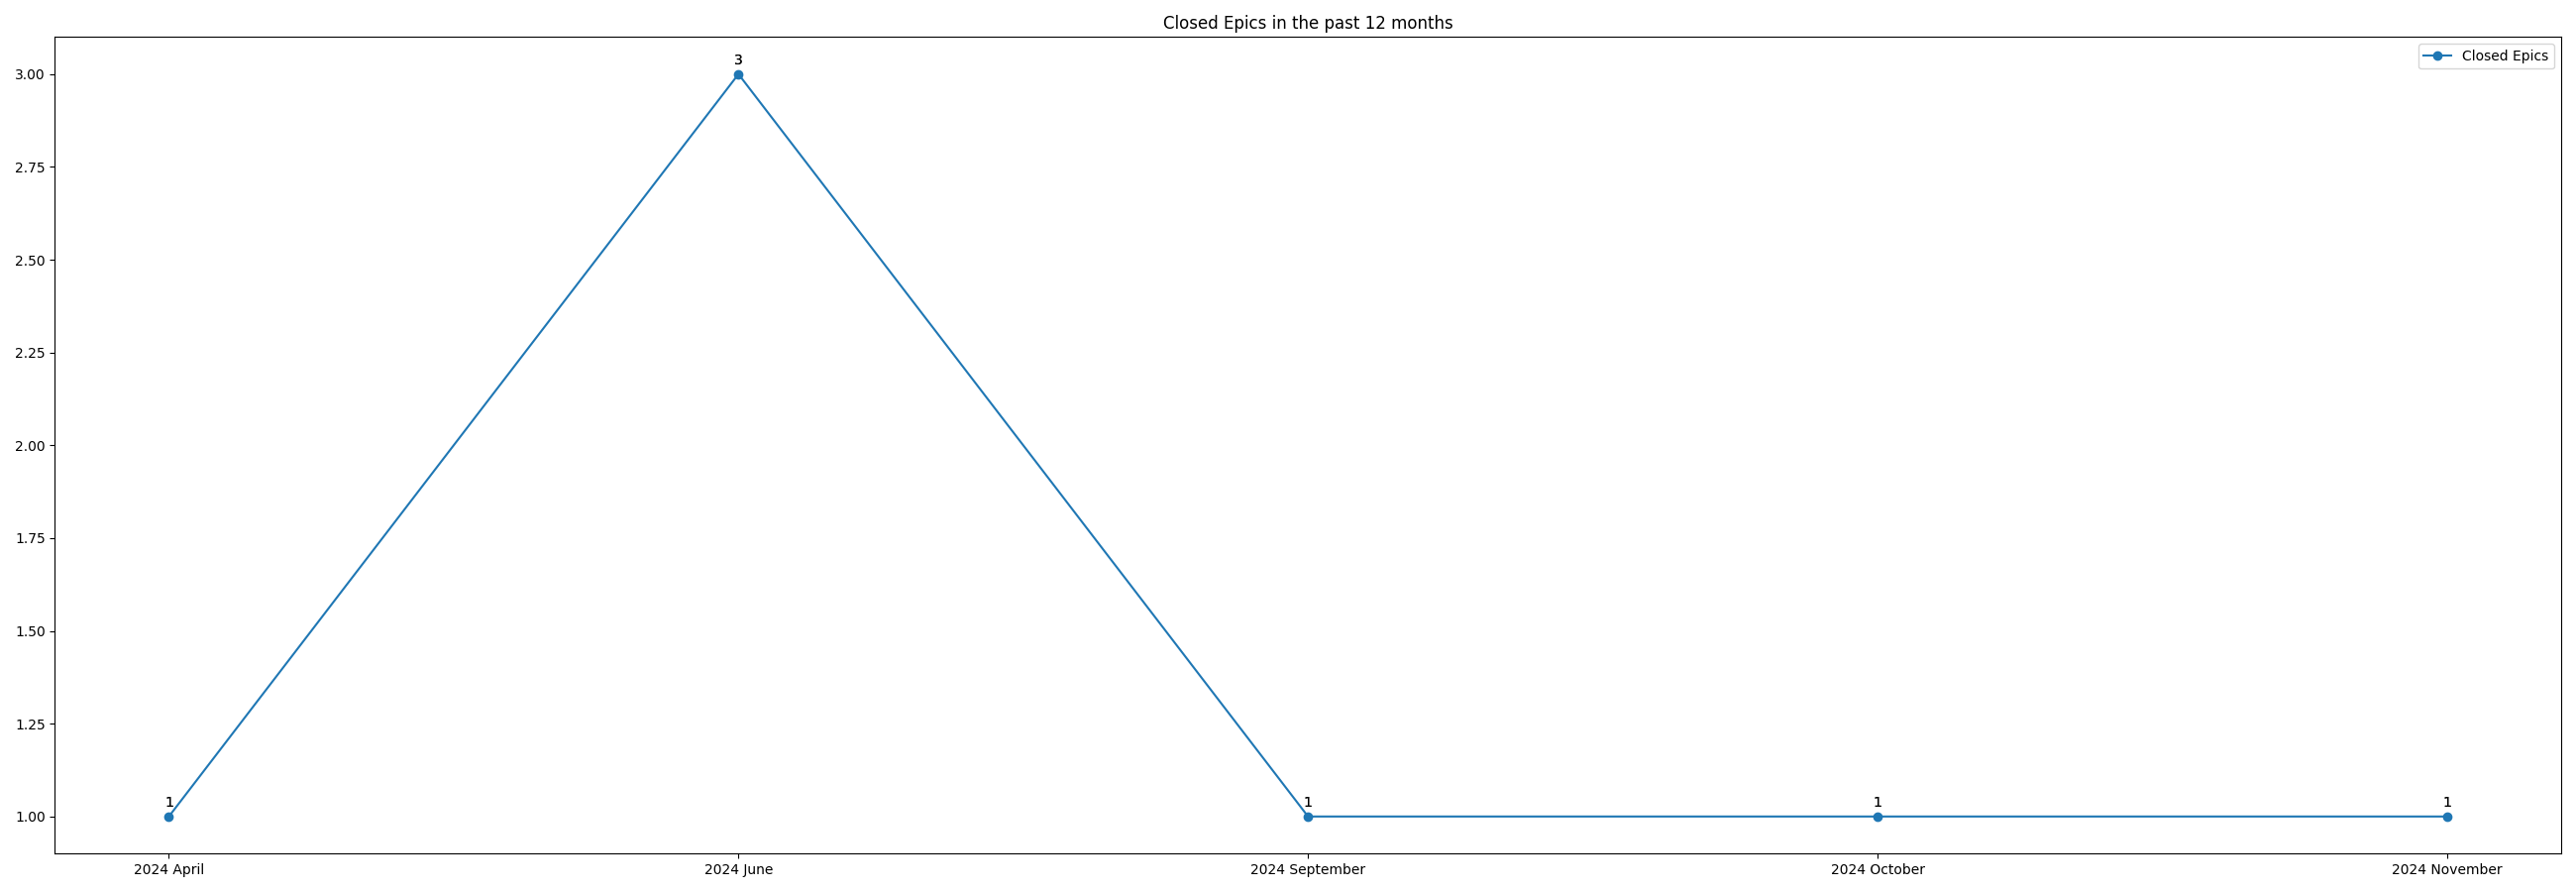 Closed Epics in the past 12 months
Closed Epics
3.00
2.75
2.50
2.25
2.00
1.75
1.50
1.25
1.00
1
3
1
1
1
2024 April
2024 June
2024 September
2024 October
2024 November